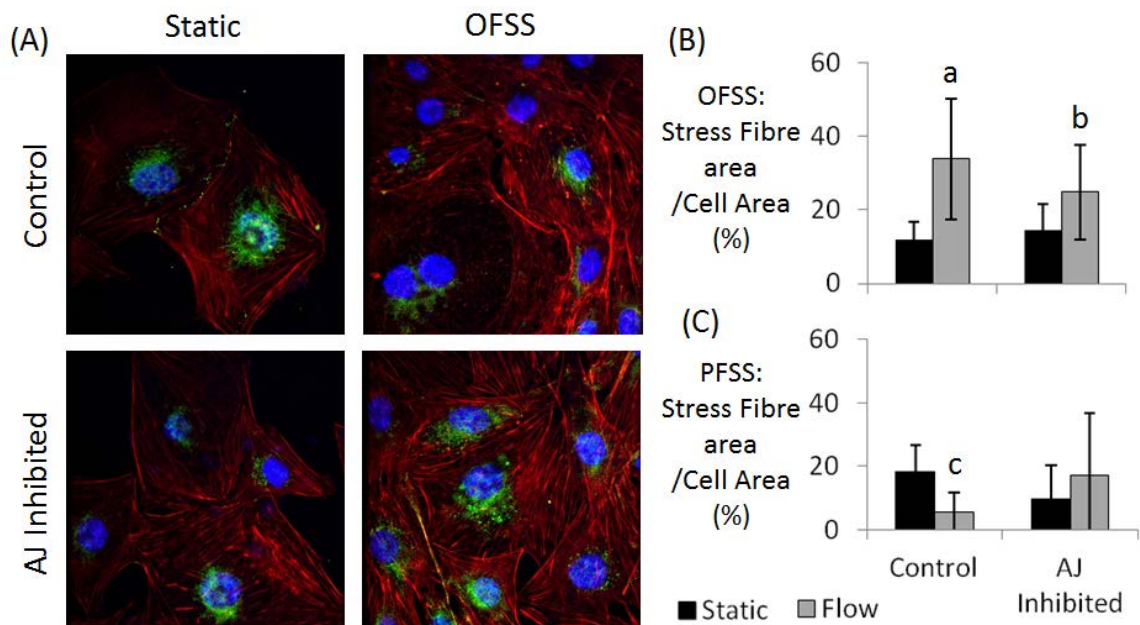 (A)
Static
OFSS
Control
AJ Inhibited
(B)
OFSS:
Stress Fibre
area
/Cell Area
(%)
60
40
20
0
a
b
(C)
PFSS:
Stress Fibre
area
/Cell Area
(%)
60
40
20
0
c
Control
AJ
Inhibited
Static
Flow